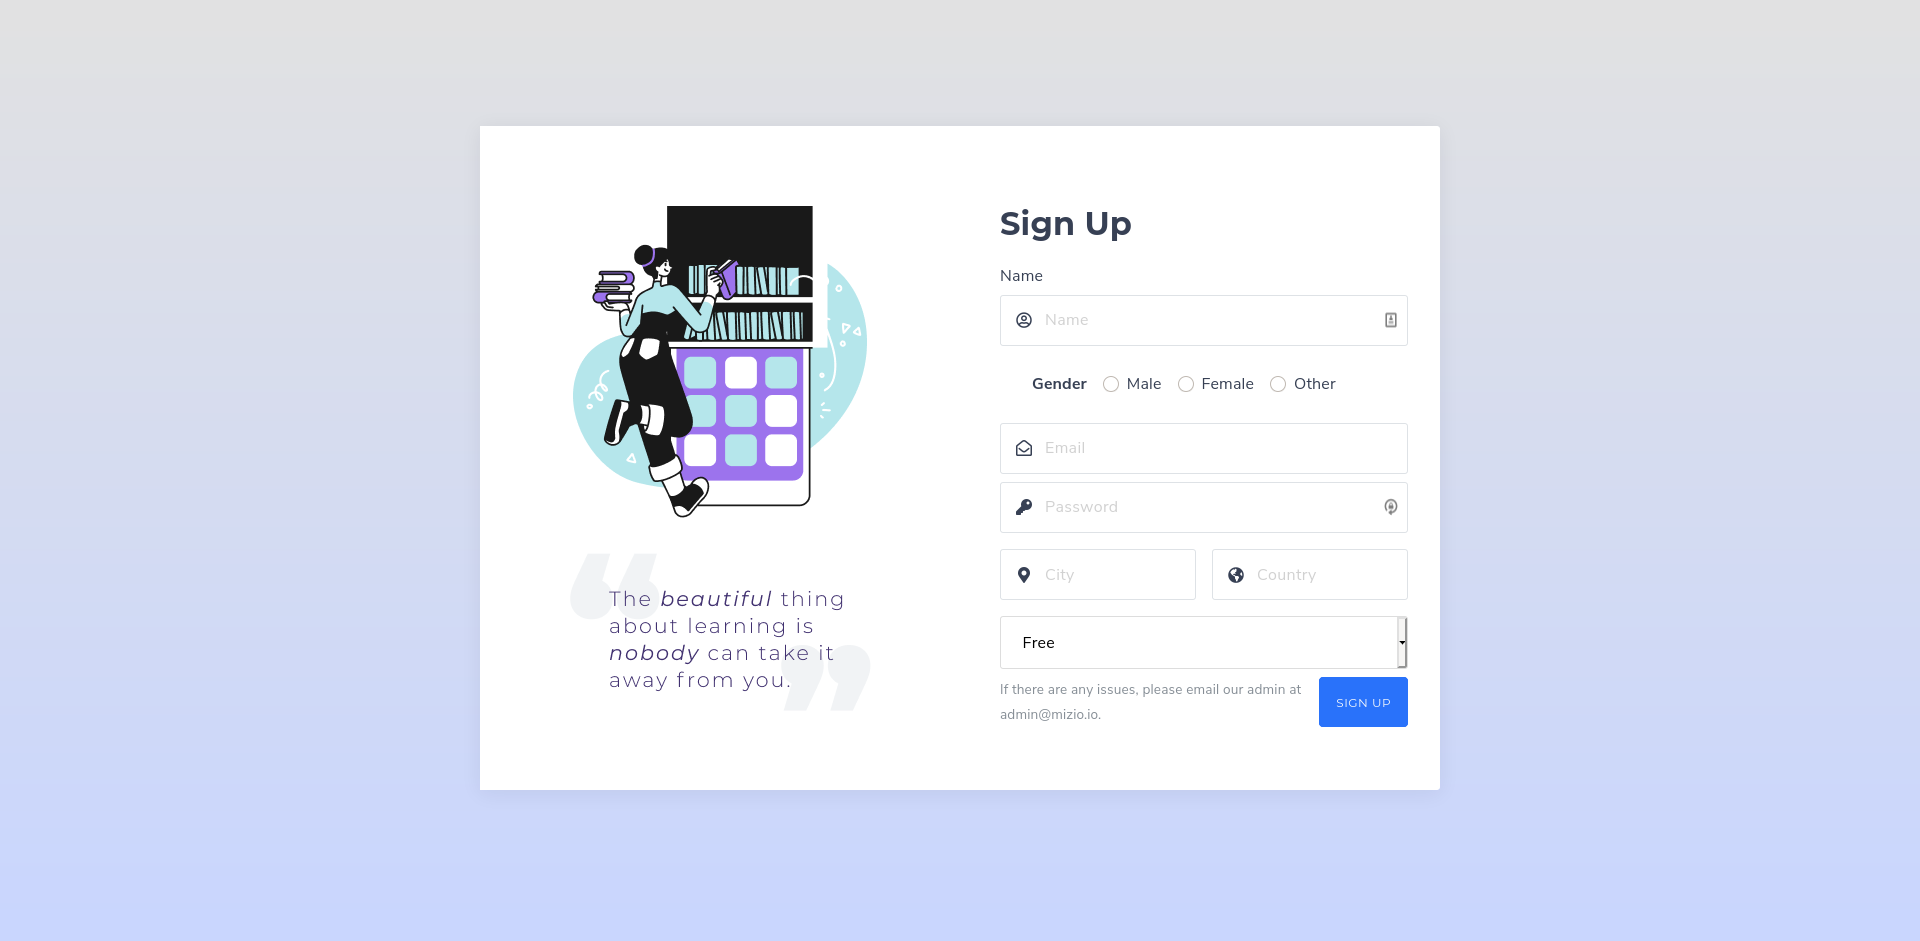 The beautiful thing
about learning is
nobody can take it
away from you.
Sign Up
Name
Name
Gender Male Female Other
Email
Password
City Country
Free
If there are any issues, please email our admin at
admin@mizio.io.
SIGN UP